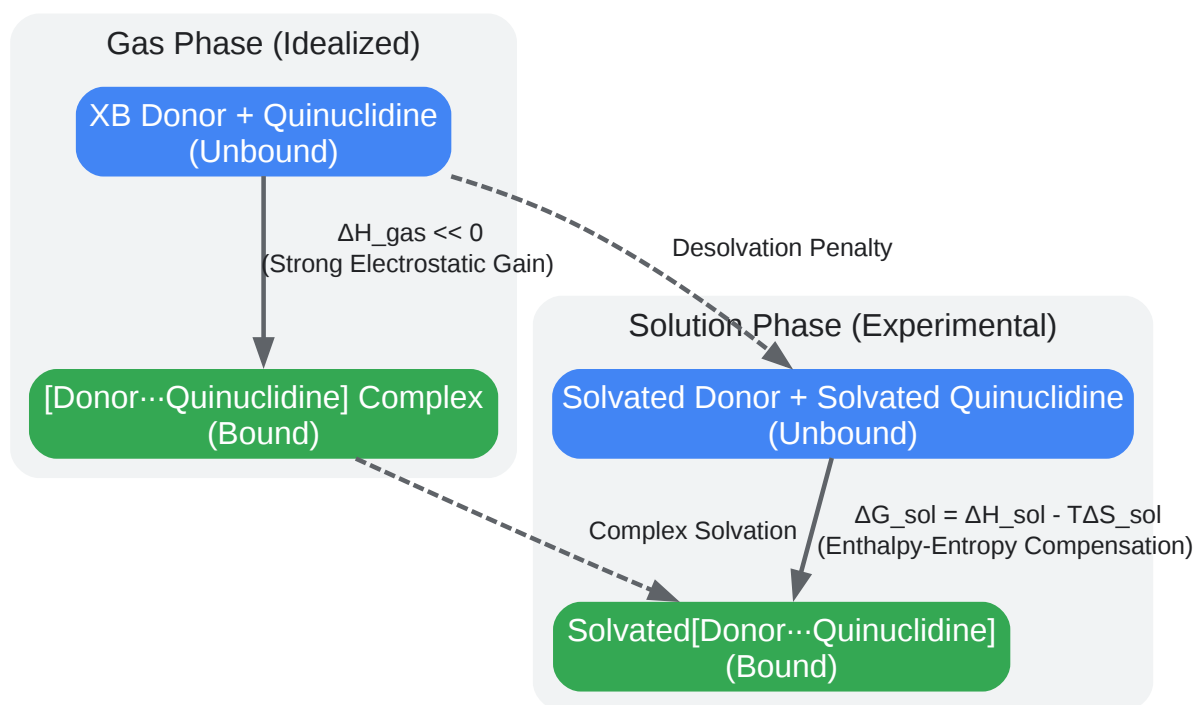 Gas Phase (Idealized)
XB Donor + Quinuclidine
(Unbound)
ΔH_gas << 0
(Strong Electrostatic Gain)
Desolvation Penalty
Solution Phase (Experimental)
[Donor···Quinuclidine] Complex
(Bound)
Solvated Donor + Solvated Quinuclidine
(Unbound)
Complex Solvation
ΔG_sol = ΔH_sol - TΔS_sol
(Enthalpy-Entropy Compensation)
Solvated[Donor···Quinuclidine]
(Bound)